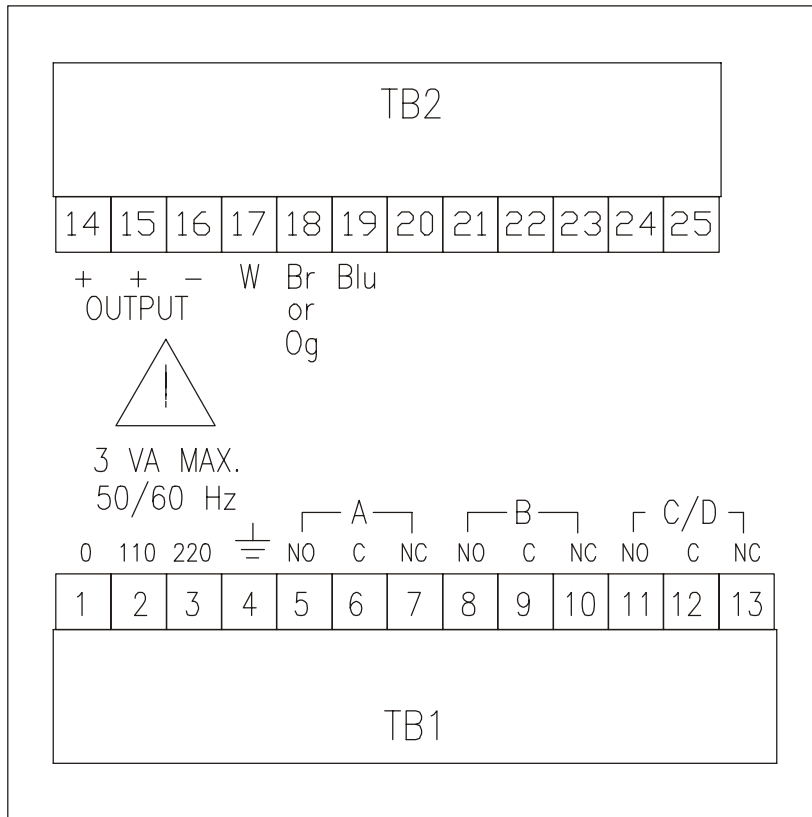 TB2
14 15 16 17 18 19 20 21 22 23 24 25
+ + - W Br Blu
OUTPUT or
Og
!
3 VA MAX.
50/60 Hz
A B C/D
0 110 220 NO C NC NO C NC NO C NC
1 2 3 4 5 6 7 8 9 10 11 12 13
TB1